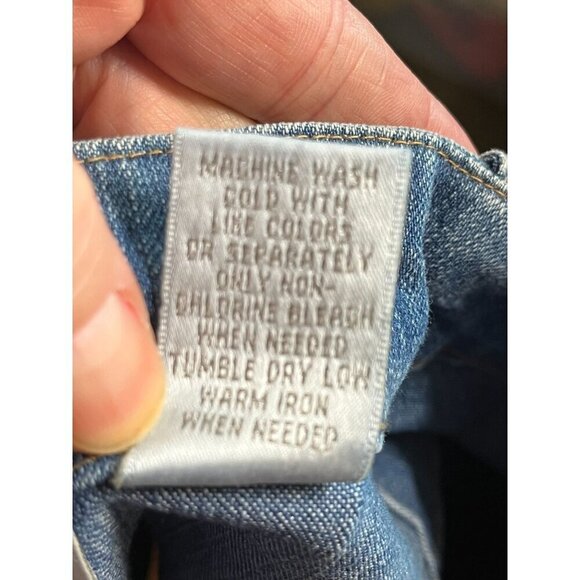 MACHINE WASH
COLD WITH
LIKE COLORS
OR SEPARATELY
ONLY NON-
CHLORINE BLEACH
WHEN NEEDED
TUMBLE DRY LOW
WARM IRON
WHEN NEEDED